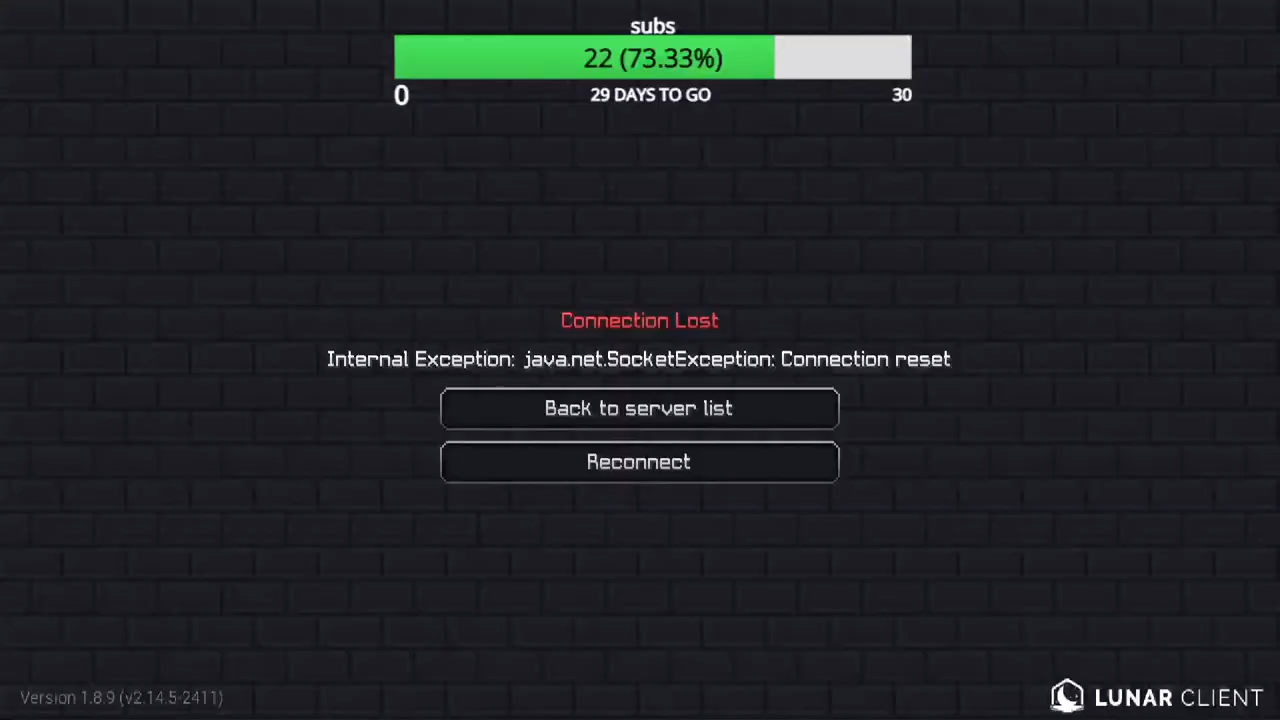 subs
22 (73.33%)
0 29 DAYS TO GO 30
Connection Lost
Internal Exception: java.net.SocketException: Connection reset
Back to server list
Reconnect
Version 1.8.9 (v2.14.5-2411)
LUNAR CLIENT